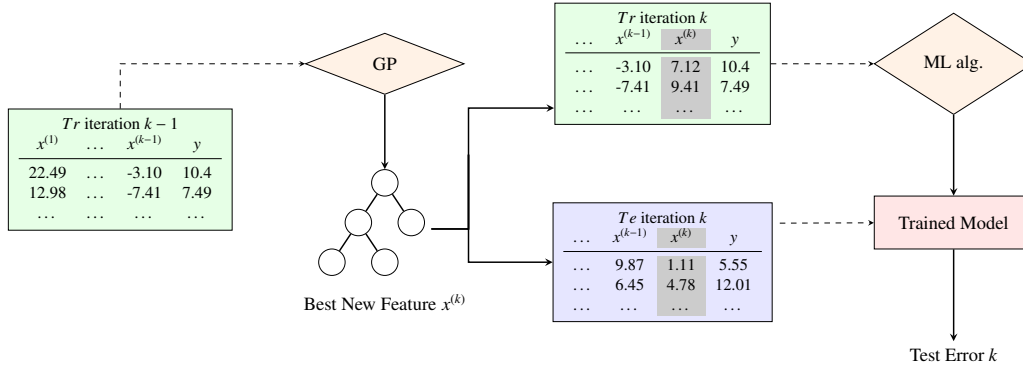 Tr iteration k − 1
x^(1) … x^(k−1) y
22.49 … -3.10 10.4
12.98 … -7.41 7.49
… … … …
GP
Best New Feature x^(k)
Tr iteration k
… x^(k−1) x^(k) y
… -3.10 7.12 10.4
… -7.41 9.41 7.49
… … … …
Te iteration k
… x^(k−1) x^(k) y
… 9.87 1.11 5.55
… 6.45 4.78 12.01
… … … …
ML alg.
Trained Model
Test Error k